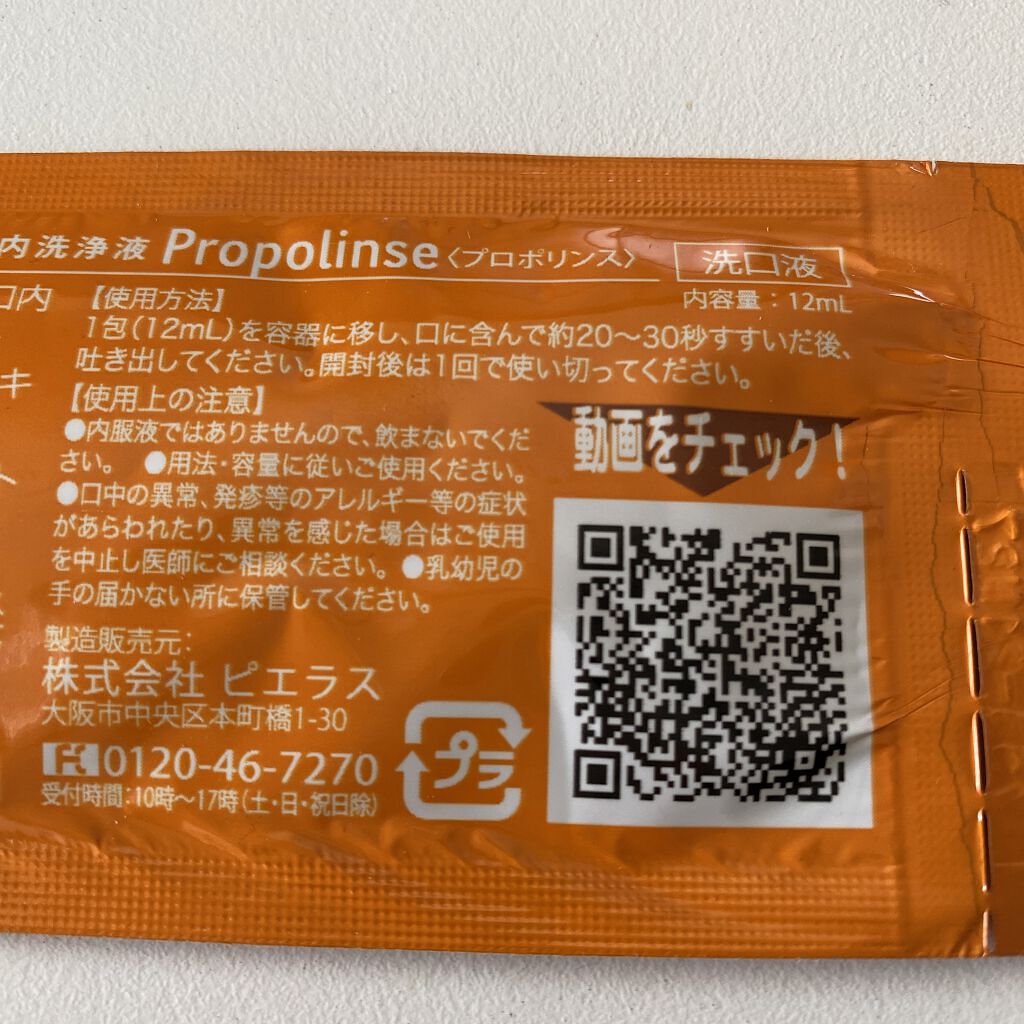 内洗浄液 Propolinse〈プロポリンス〉 洗口液
内容量：12mL
口内
キ
【使用方法】
1包(12mL)を容器に移し、口に含んで約20〜30秒すすいだ後、
吐き出してください。開封後は1回で使い切ってください。
【使用上の注意】
●内服液ではありませんので、飲まないでくだ
さい。 ●用法・容量に従いご使用ください。
●口中の異常、発疹等のアレルギー等の症状
があらわれたり、異常を感じた場合はご使用
を中止し医師にご相談ください。 ●乳幼児の
手の届かない所に保管してください。
製造販売元：
株式会社 ピエラス
大阪市中央区本町橋1-30
0120-46-7270
受付時間：10時〜17時(土・日・祝日除)
プラ
動画をチェック！